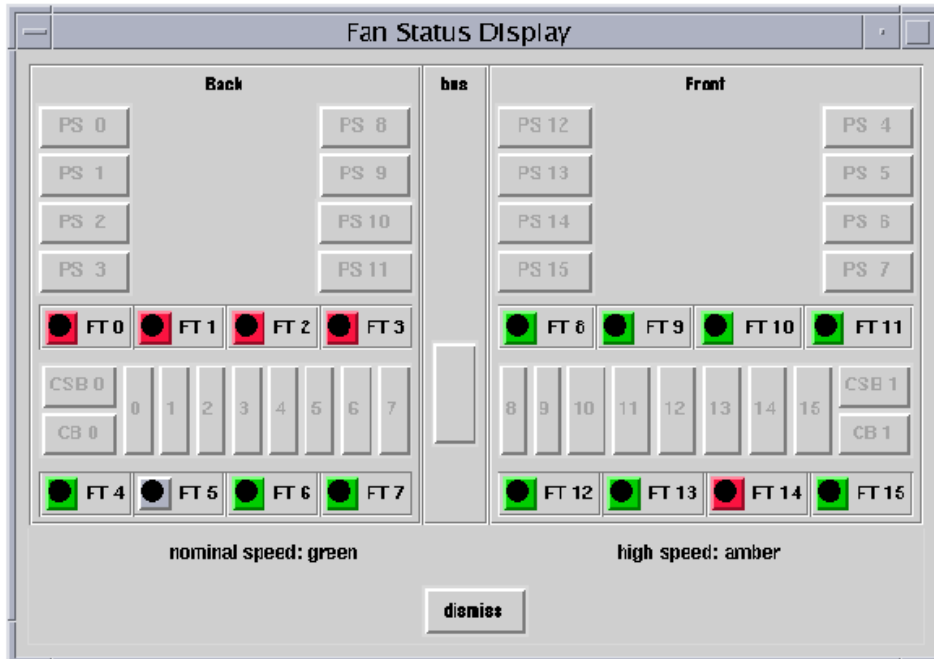 Fan Status Display
Back bus Front
PS 0 PS 8 PS 12 PS 4
PS 1 PS 9 PS 13 PS 5
PS 2 PS 10 PS 14 PS 6
PS 3 PS 11 PS 15 PS 7
FT 0 FT 1 FT 2 FT 3 FT 8 FT 9 FT 10 FT 11
CSB 0 CSB 1
0 1 2 3 4 5 6 7 8 9 10 11 12 13 14 15
CB 0 CB 1
FT 4 FT 5 FT 6 FT 7 FT 12 FT 13 FT 14 FT 15
nominal speed: green high speed: amber
dismiss